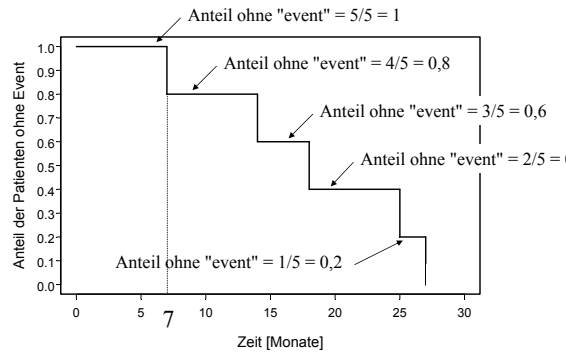 Anteil ohne "event" = 5/5 = 1
Anteil ohne "event" = 4/5 = 0,8
Anteil ohne "event" = 3/5 = 0,6
Anteil ohne "event" = 2/5 =
Anteil ohne "event" = 1/5 = 0,2
Anteil der Patienten ohne Event
1.0
0.9
0.8
0.7
0.6
0.5
0.4
0.3
0.2
0.1
0.0
0 5 10 15 20 25 30
7
Zeit [Monate]